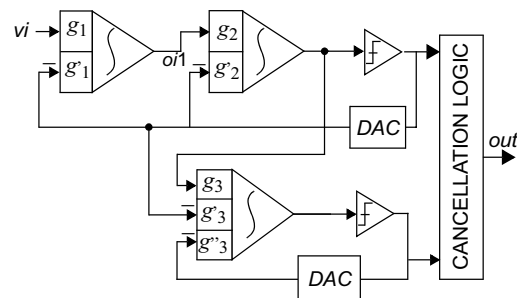 vi
g1
g'1
oi1
g2
g'2
DAC
g3
g'3
g"3
DAC
CANCELLATION LOGIC
out